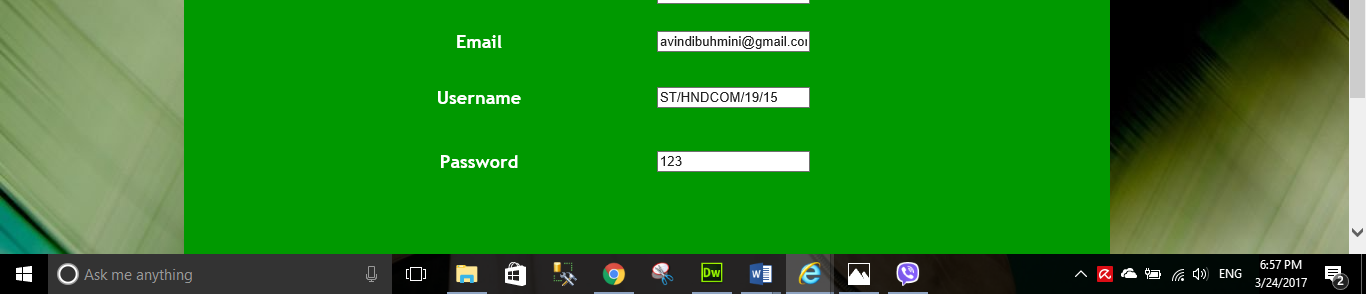 Email avindibuhmini@gmail.co
Username ST/HNDCOM/19/15
Password 123
Ask me anything Dw W ENG 6:57 PM
3/24/2017 2